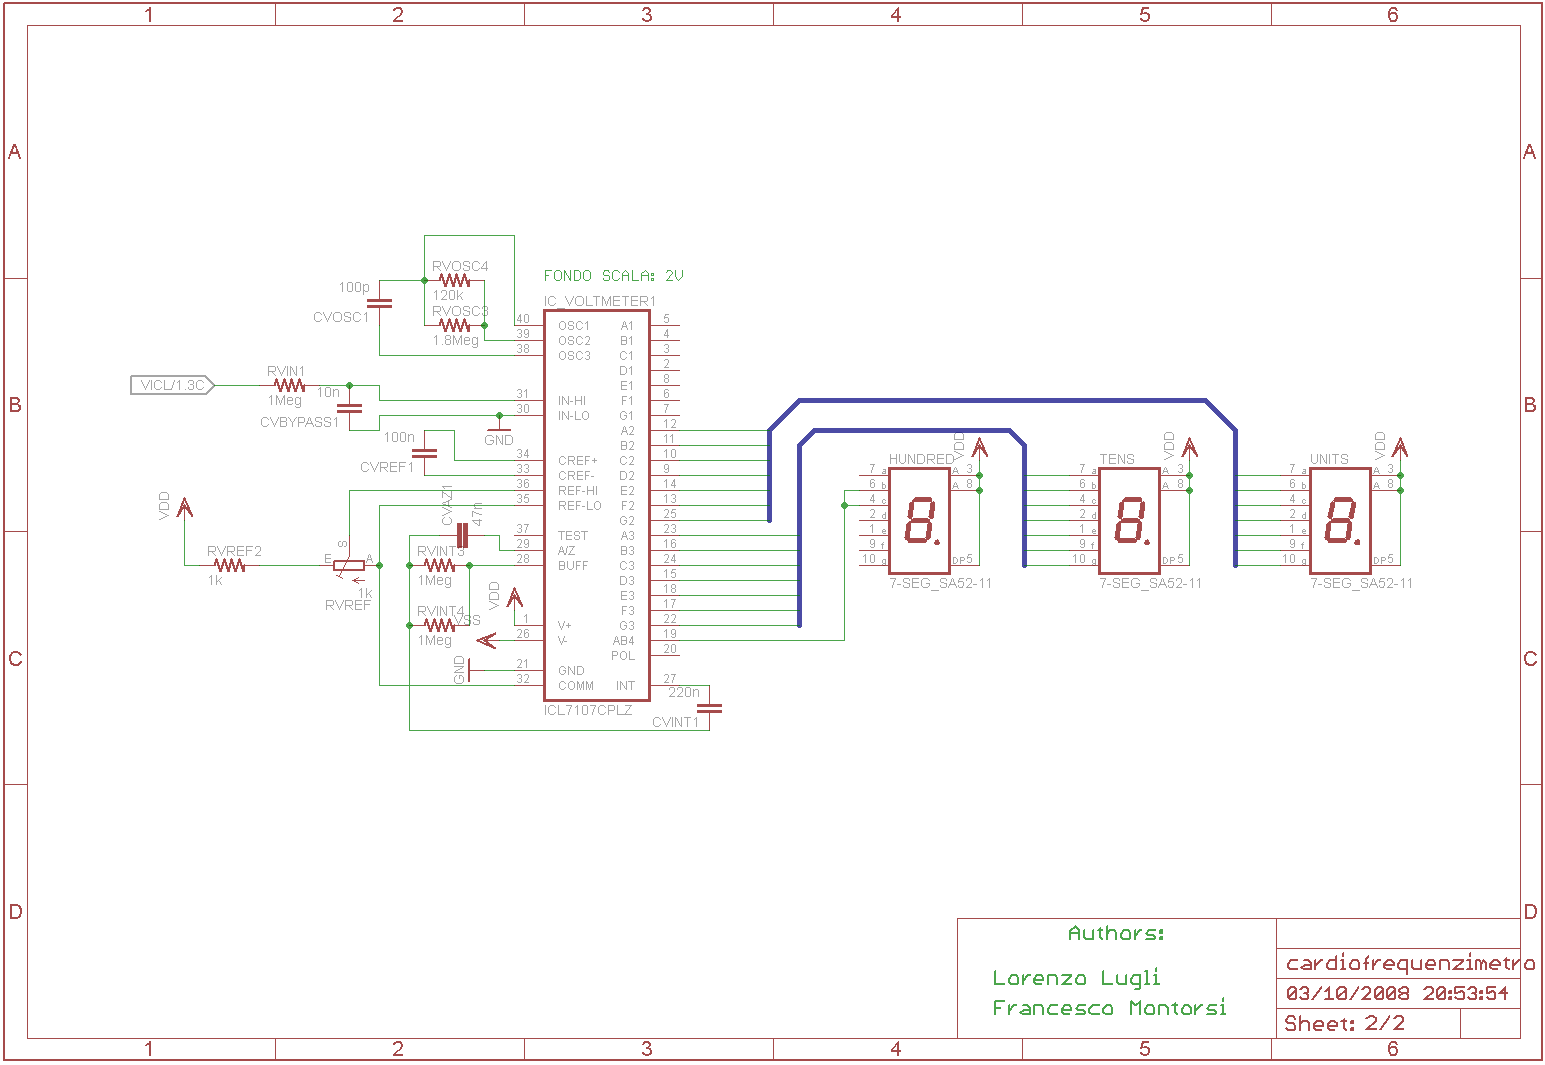 1 2 3 4 5 6
A A
B B
C C
D D
RVOSC4
120k
100p
CVOSC1
RVOSC3
1.8Meg
FONDO SCALA: 2V
IC_VOLTMETER1
VICL/1.3C
RVIN1
1Meg
10n
CVBYPASS1
GND
100n
CVREF1
CVAZ1
47n
VDD
RVREF2
1k
E S A
1k
RVREF
RVINT3
1Meg
RVINT4
1Meg
VDD
VSS
GND
40 OSC1 A1 5
39 OSC2 B1 4
38 OSC3 C1 3
D1 2
E1 8
31 IN-HI F1 6
30 IN-LO G1 7
A2 12
B2 11
34 CREF+ C2 10
33 CREF- D2 9
36 REF-HI E2 14
35 REF-LO F2 13
G2 25
37 TEST A3 23
29 A/Z B3 16
28 BUFF C3 24
D3 15
E3 18
F3 17
1 V+ G3 22
26 V- AB4 19
POL 20
21 GND
32 COMM INT 27
ICL7107CPLZ
220n
CVINT1
HUNDRED
VDD
7 a A 3
6 b A 8
4 c
2 d
1 e
9 f
10 g DP 5
7-SEG_SA52-11
TENS
VDD
7 a A 3
6 b A 8
4 c
2 d
1 e
9 f
10 g DP 5
7-SEG_SA52-11
UNITS
VDD
7 a A 3
6 b A 8
4 c
2 d
1 e
9 f
10 g DP 5
7-SEG_SA52-11
Authors:
Lorenzo Lugli
Francesco Montorsi
cardiofrequenzimetro
03/10/2008 20:53:54
Sheet: 2/2
1 2 3 4 5 6